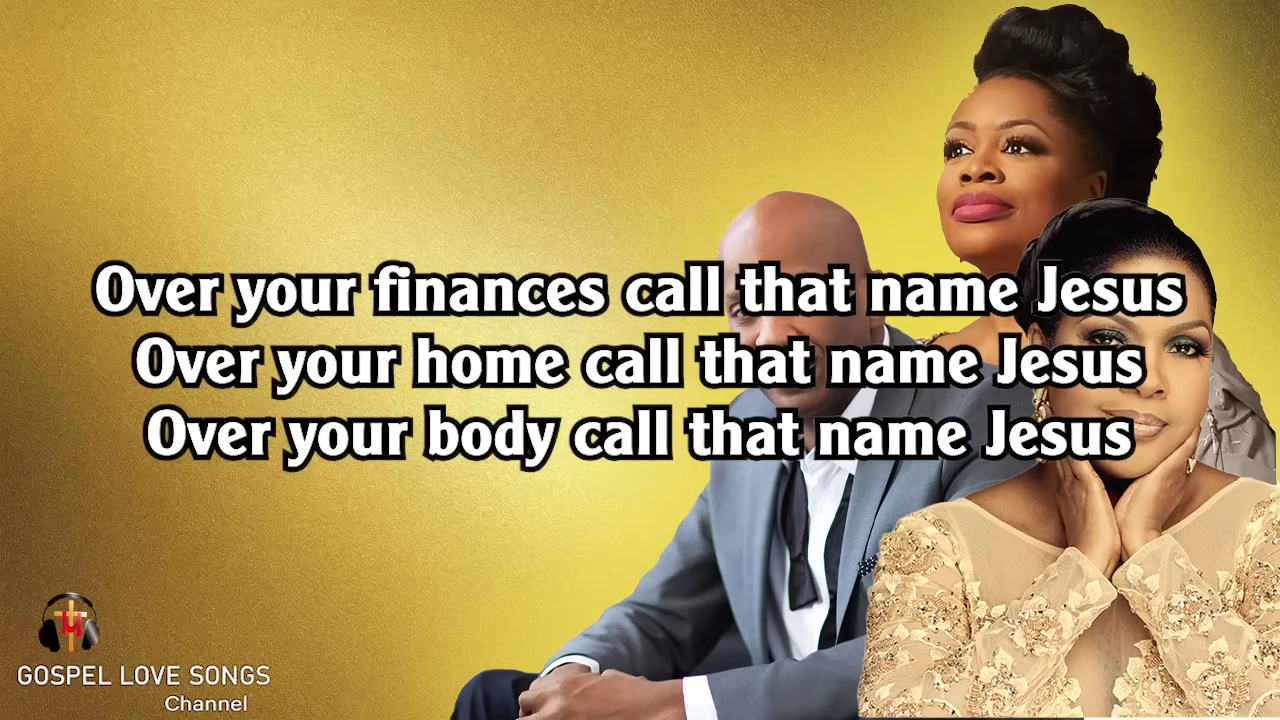 Over your finances call that name Jesus
Over your home call that name Jesus
Over your body call that name Jesus
GOSPEL LOVE SONGS
Channel